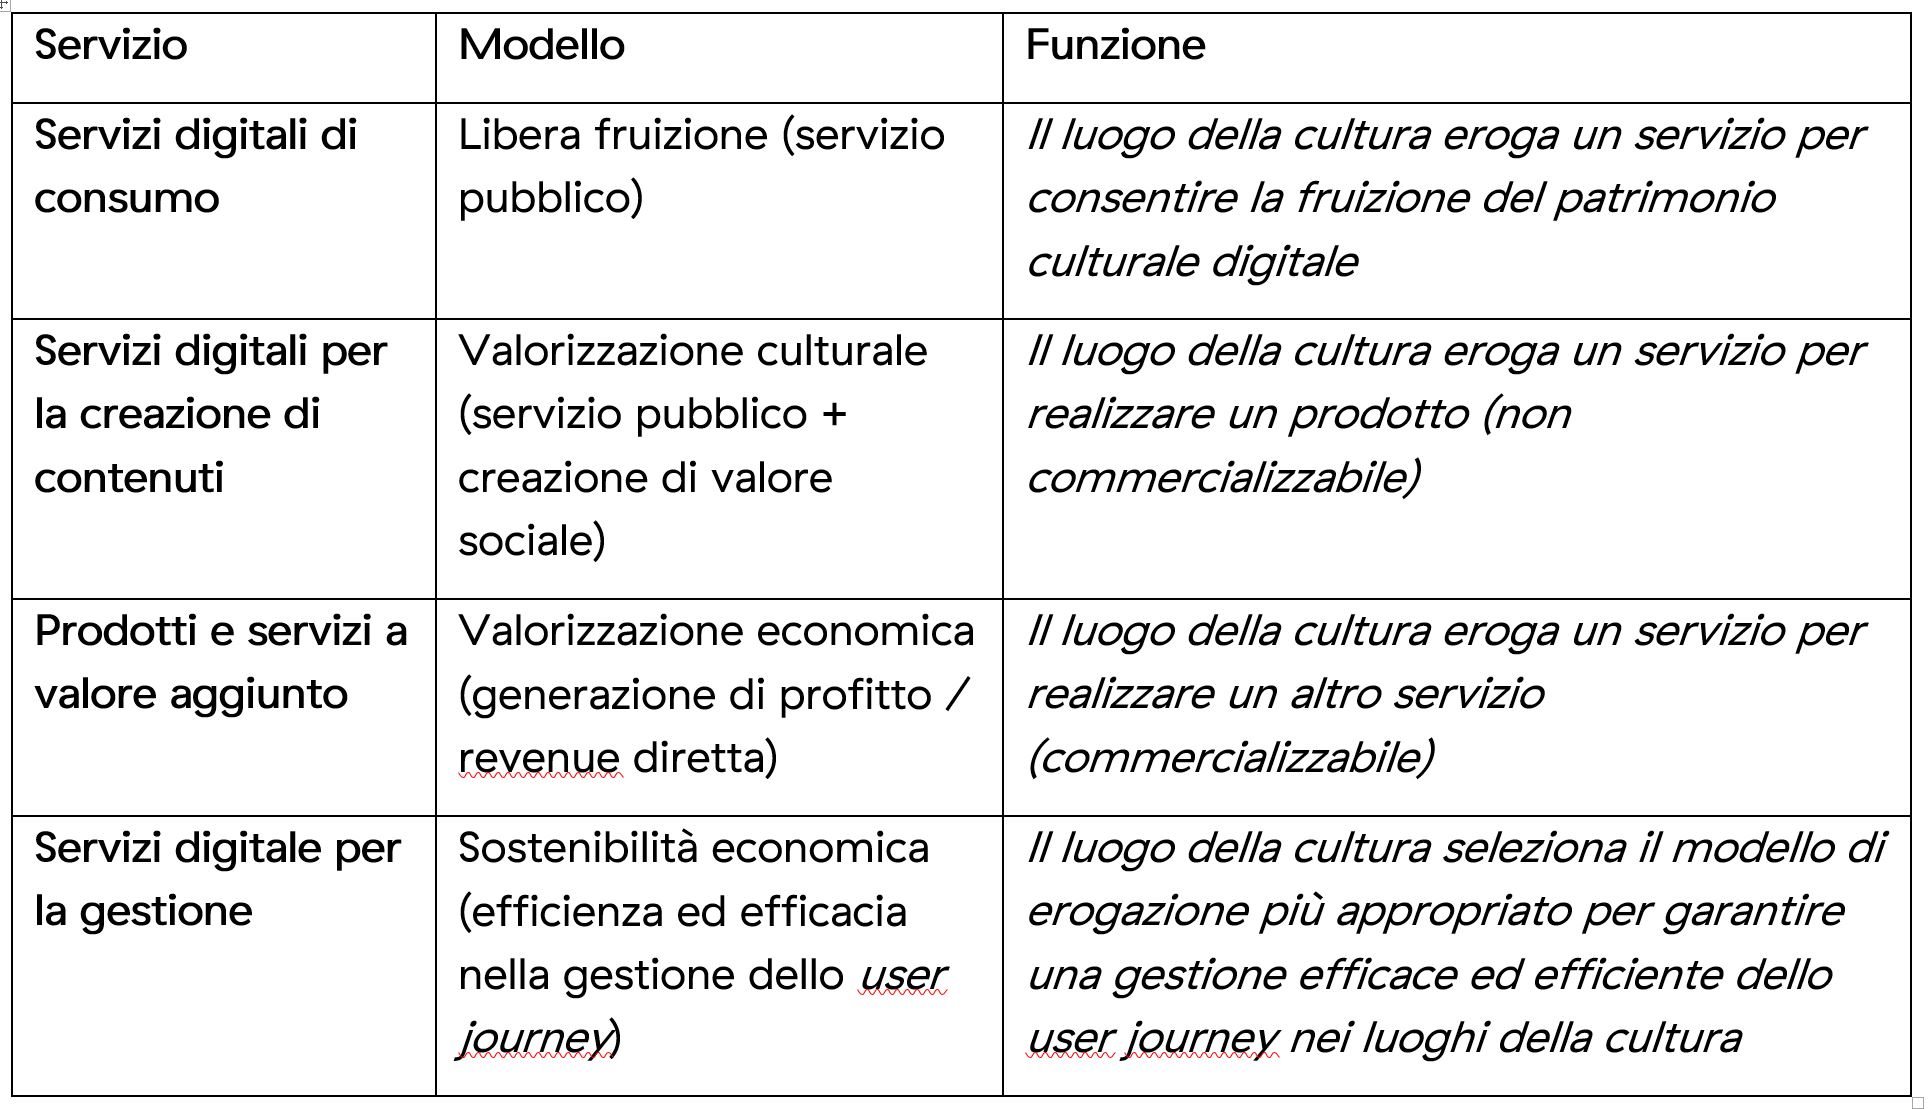 Servizio
Modello
Funzione
Servizi digitali di
consumo
Libera fruizione (servizio
pubblico)
Il luogo della cultura eroga un servizio per
consentire la fruizione del patrimonio
culturale digitale
Servizi digitali per
la creazione di
contenuti
Valorizzazione culturale
(servizio pubblico +
creazione di valore
sociale)
Il luogo della cultura eroga un servizio per
realizzare un prodotto (non
commercializzabile)
Prodotti e servizi a
valore aggiunto
Valorizzazione economica
(generazione di profitto /
revenue diretta)
Il luogo della cultura eroga un servizio per
realizzare un altro servizio
(commercializzabile)
Servizi digitale per
la gestione
Sostenibilità economica
(efficienza ed efficacia
nella gestione dello user
journey)
Il luogo della cultura seleziona il modello di
erogazione più appropriato per garantire
una gestione efficace ed efficiente dello
user journey nei luoghi della cultura